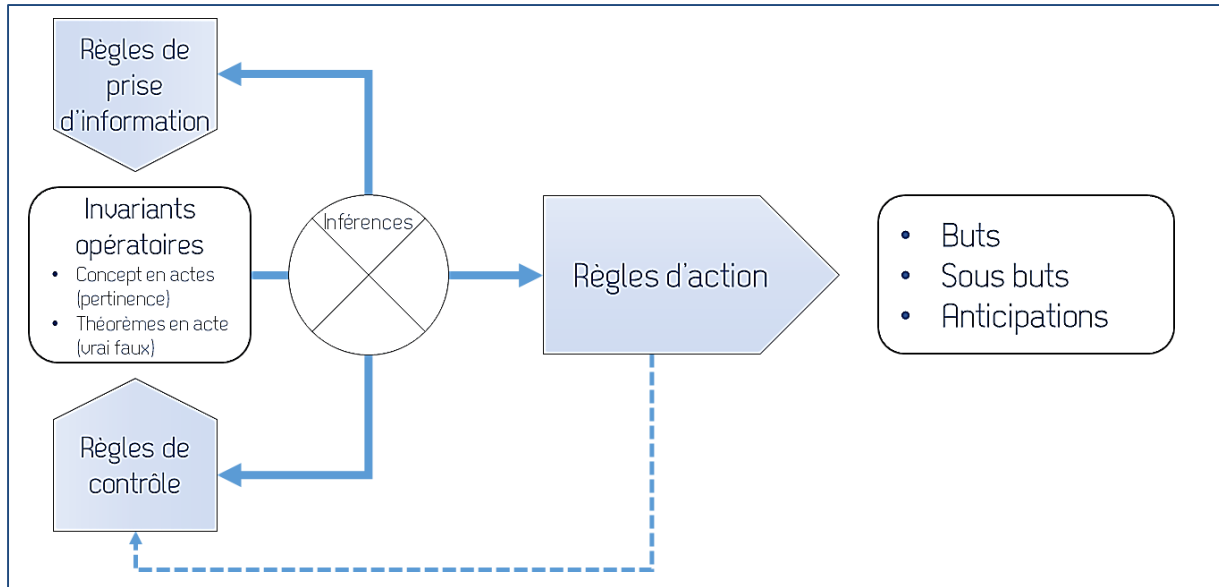 Règles de
prise
d'information
Invariants
opératoires
• Concept en actes
(pertinence)
• Théorèmes en acte
(vrai faux)
Règles de
contrôle
Inférences
Règles d'action
• Buts
• Sous buts
• Anticipations